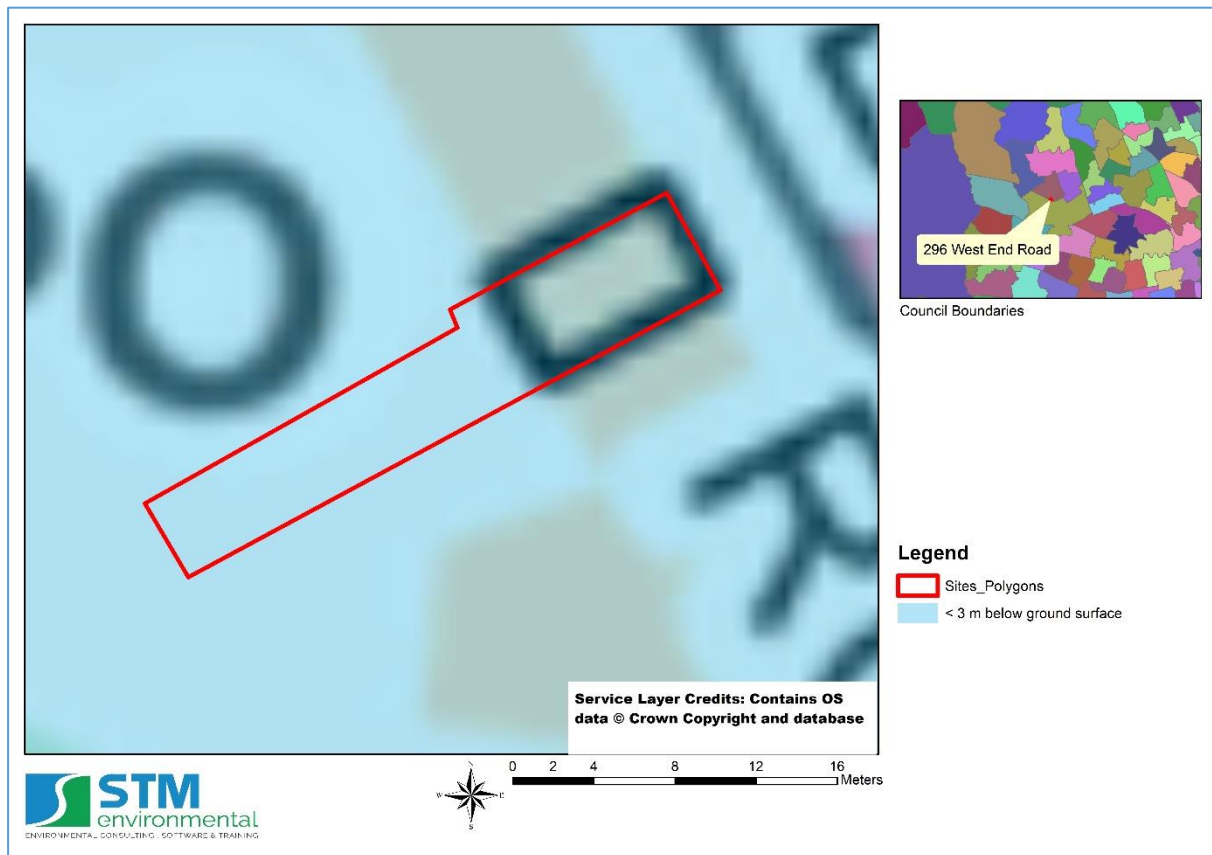 O
R
296 West End Road
Council Boundaries
Legend
Sites_Polygons
< 3 m below ground surface
Service Layer Credits: Contains OS
data © Crown Copyright and database
N
W E
S
0 2 4 8 12 16
Meters
STM
environmental
ENVIRONMENTAL CONSULTING , SOFTWARE & TRAINING